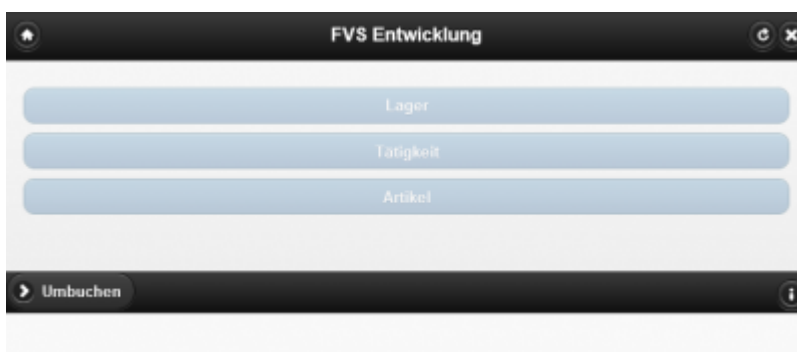 FVS Entwicklung
Lager
Tätigkeit
Artikel
Umbuchen